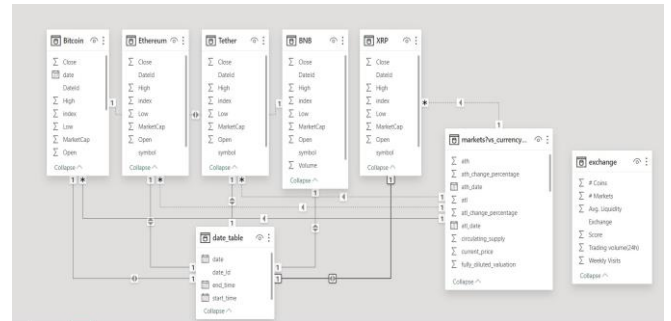 Bitcoin
Σ Close
date
DateId
Σ High
Σ index
Σ Low
Σ MarketCap
Σ Open
Collapse
Ethereum
Σ Close
DateId
Σ High
Σ index
Σ Low
Σ MarketCap
Σ Open
symbol
Collapse
Tether
Σ Close
DateId
Σ High
Σ index
Σ Low
Σ MarketCap
Σ Open
symbol
Collapse
BNB
Σ Close
DateId
Σ High
Σ index
Σ Low
Σ MarketCap
Σ Open
symbol
Σ Volume
Collapse
XRP
Σ Close
DateId
Σ High
Σ index
Σ Low
Σ MarketCap
Σ Open
symbol
Collapse
markets?vs_currency...
Σ ath
Σ ath_change_percentage
ath_date
Σ atl
Σ atl_change_percentage
atl_date
Σ circulating_supply
Σ current_price
Σ fully_diluted_valuation
Collapse
exchange
Σ # Coins
Σ # Markets
Σ Avg. Liquidity
Exchange
Σ Score
Σ Trading volume(24h)
Σ Weekly Visits
Collapse
date_table
date
date_id
end_time
start_time
Collapse